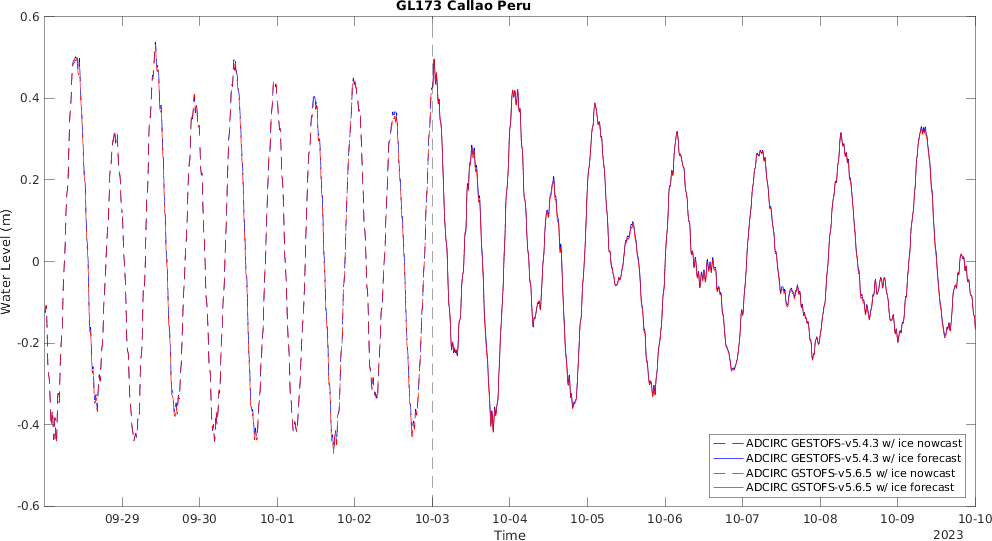 GL173 Callao Peru
0.6
0.4
0.2
0
-0.2
-0.4
-0.6
Water Level (m)
ADCIRC GESTOFS-v5.4.3 w/ ice nowcast
ADCIRC GESTOFS-v5.4.3 w/ ice forecast
ADCIRC GSTOFS-v5.6.5 w/ ice nowcast
ADCIRC GSTOFS-v5.6.5 w/ ice forecast
09-29 09-30 10-01 10-02 10-03 10-04 10-05 10-06 10-07 10-08 10-09 10-10
Time
2023